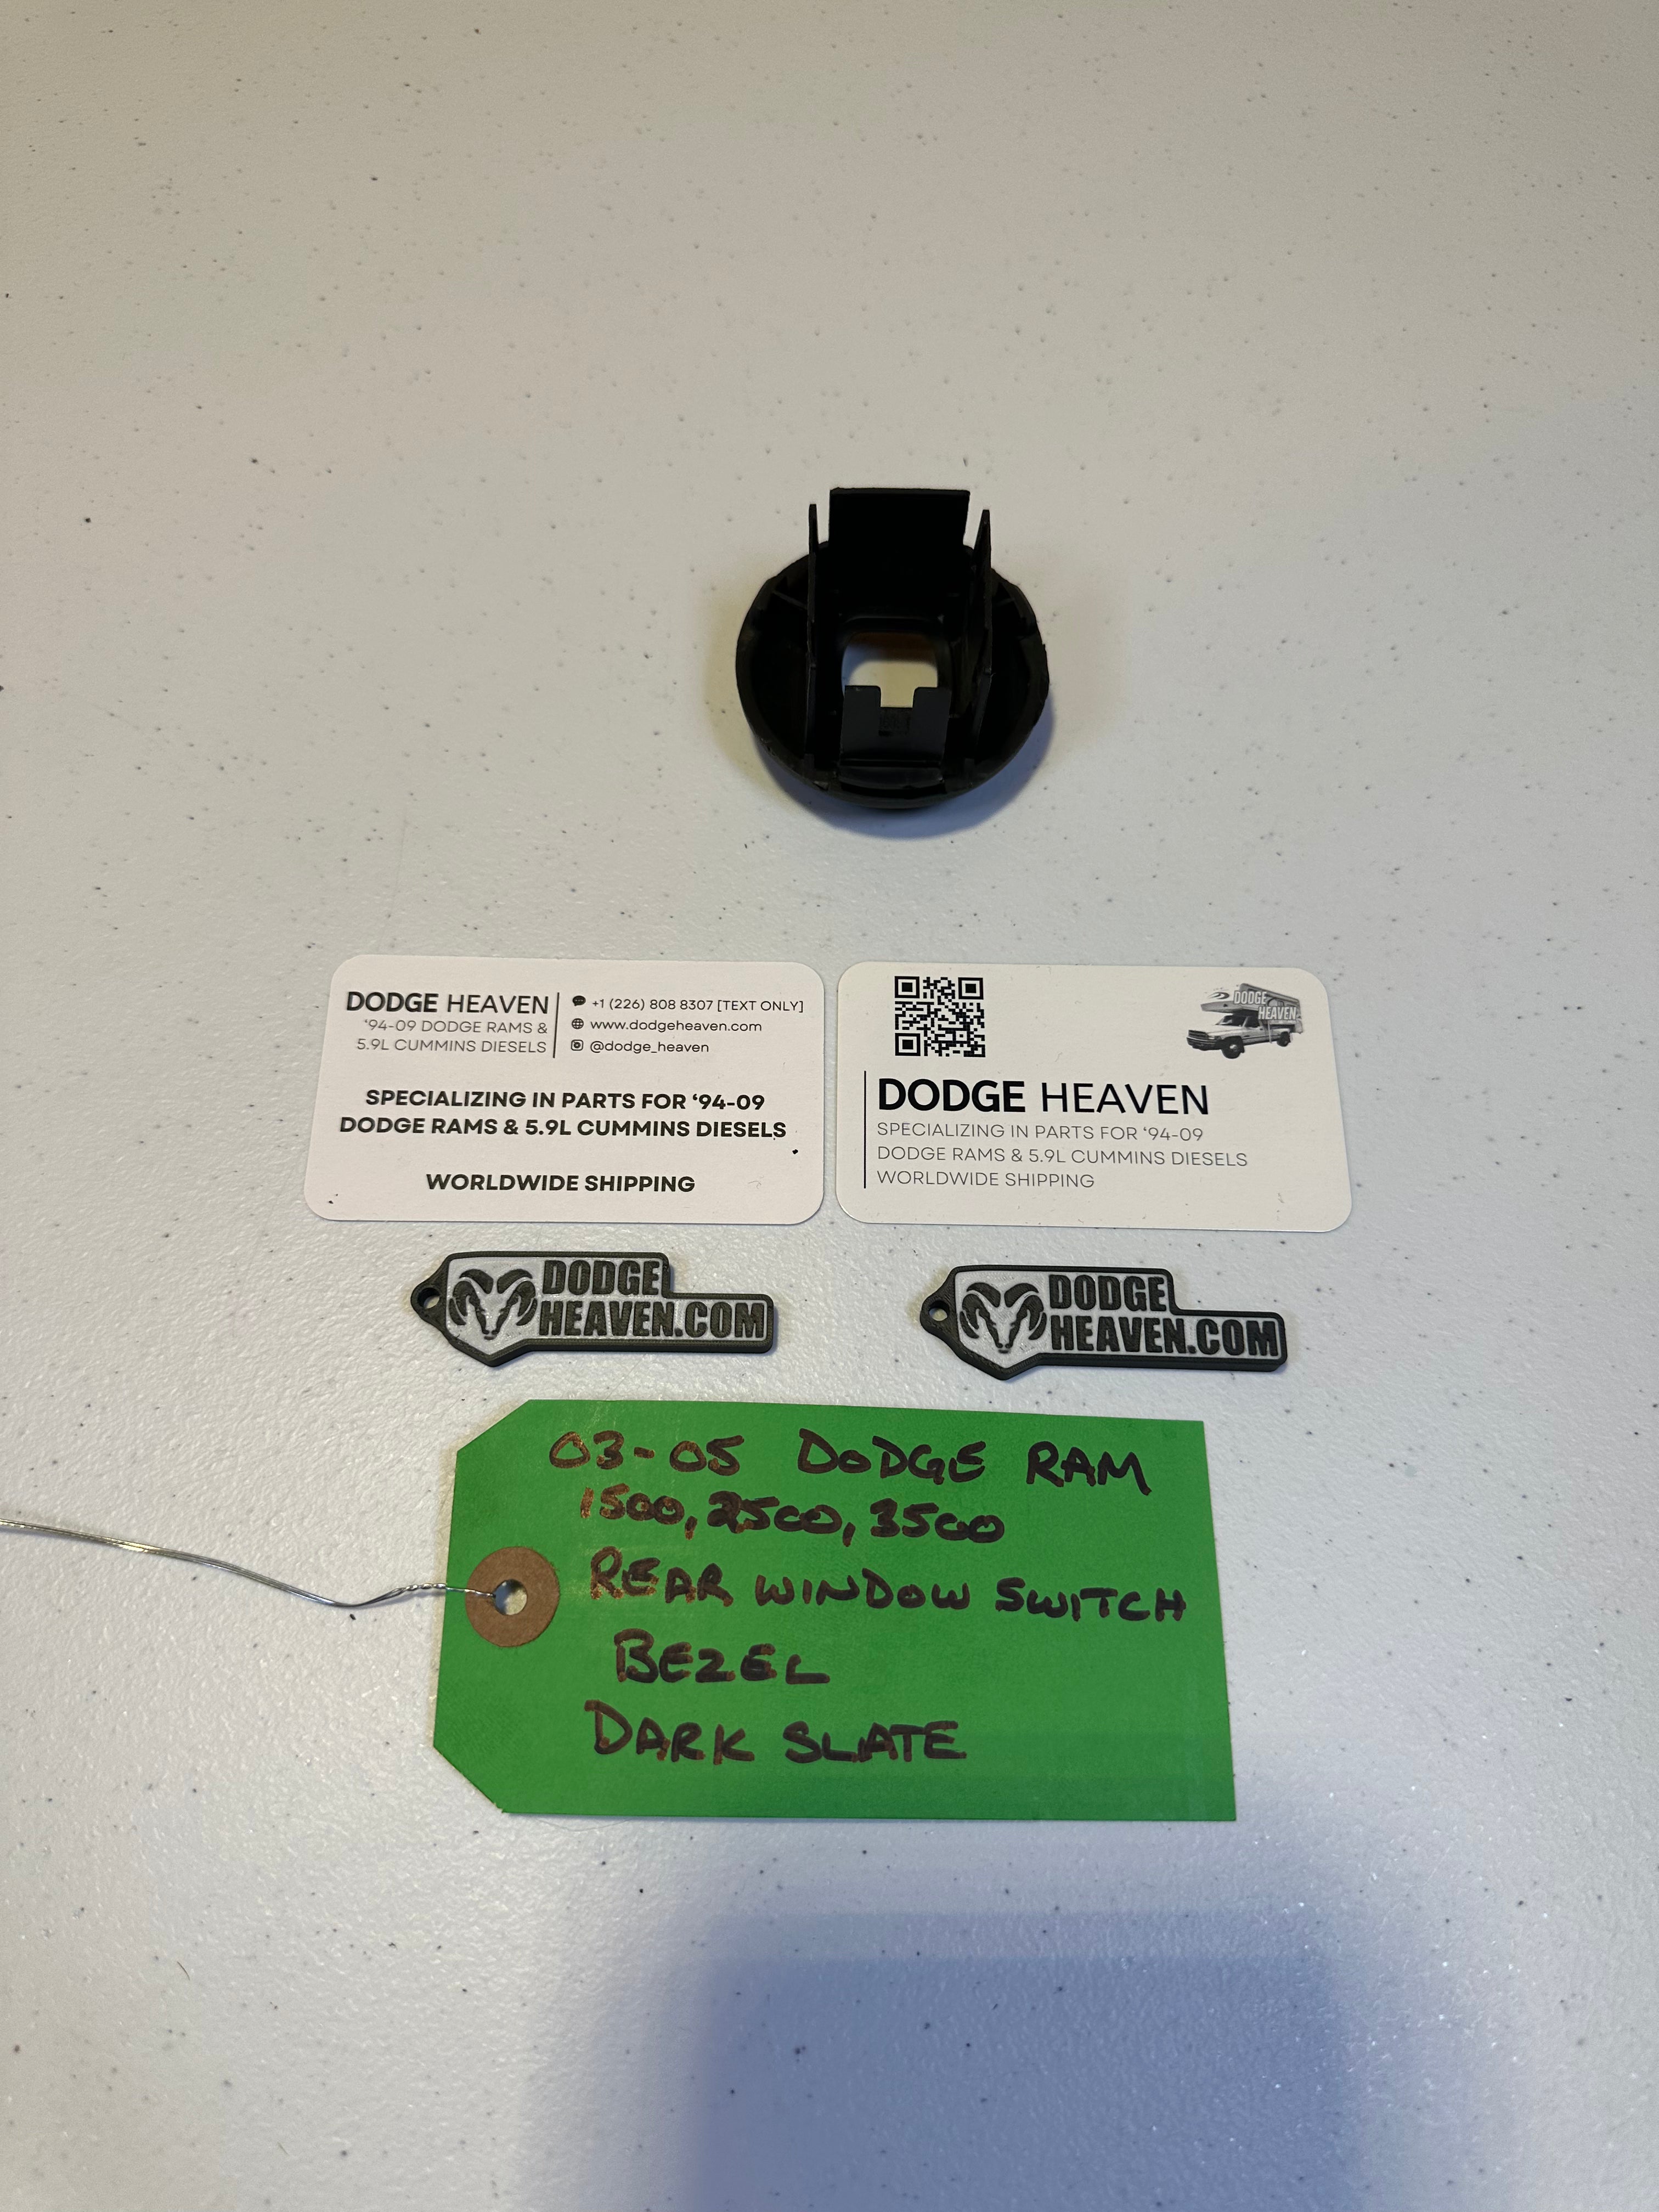 DODGE HEAVEN
'94-09 DODGE RAMS &
5.9L CUMMINS DIESELS
+1 (226) 808 8307 [TEXT ONLY]
www.dodgeheaven.com
@dodge_heaven
SPECIALIZING IN PARTS FOR ‘94-09
DODGE RAMS & 5.9L CUMMINS DIESELS
WORLDWIDE SHIPPING
DODGE
HEAVEN
DODGE HEAVEN
SPECIALIZING IN PARTS FOR ‘94-09
DODGE RAMS & 5.9L CUMMINS DIESELS
WORLDWIDE SHIPPING
DODGE
HEAVEN.COM
DODGE
HEAVEN.COM
03-05 DODGE RAM
1500, 2500, 3500
REAR WINDOW SWITCH
BEZEL
DARK SLATE